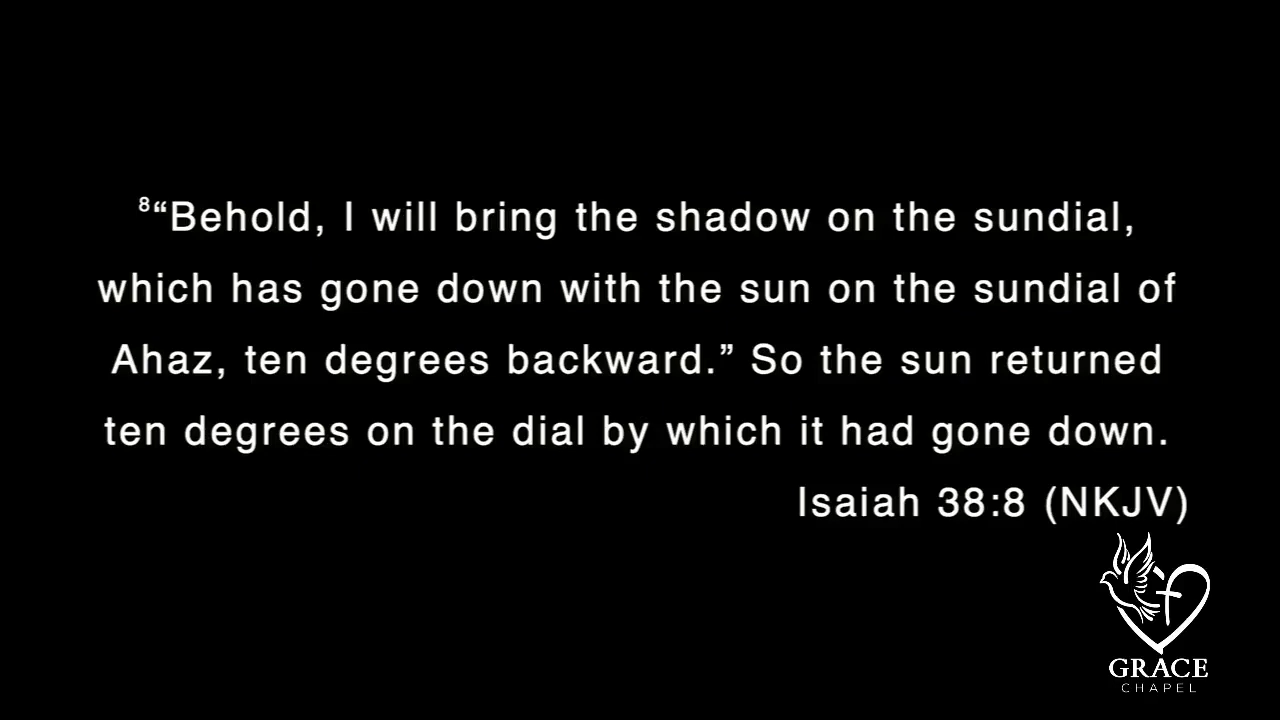 ⁸“Behold, I will bring the shadow on the sundial,
which has gone down with the sun on the sundial of
Ahaz, ten degrees backward.” So the sun returned
ten degrees on the dial by which it had gone down.
Isaiah 38:8 (NKJV)
GRACE
CHAPEL